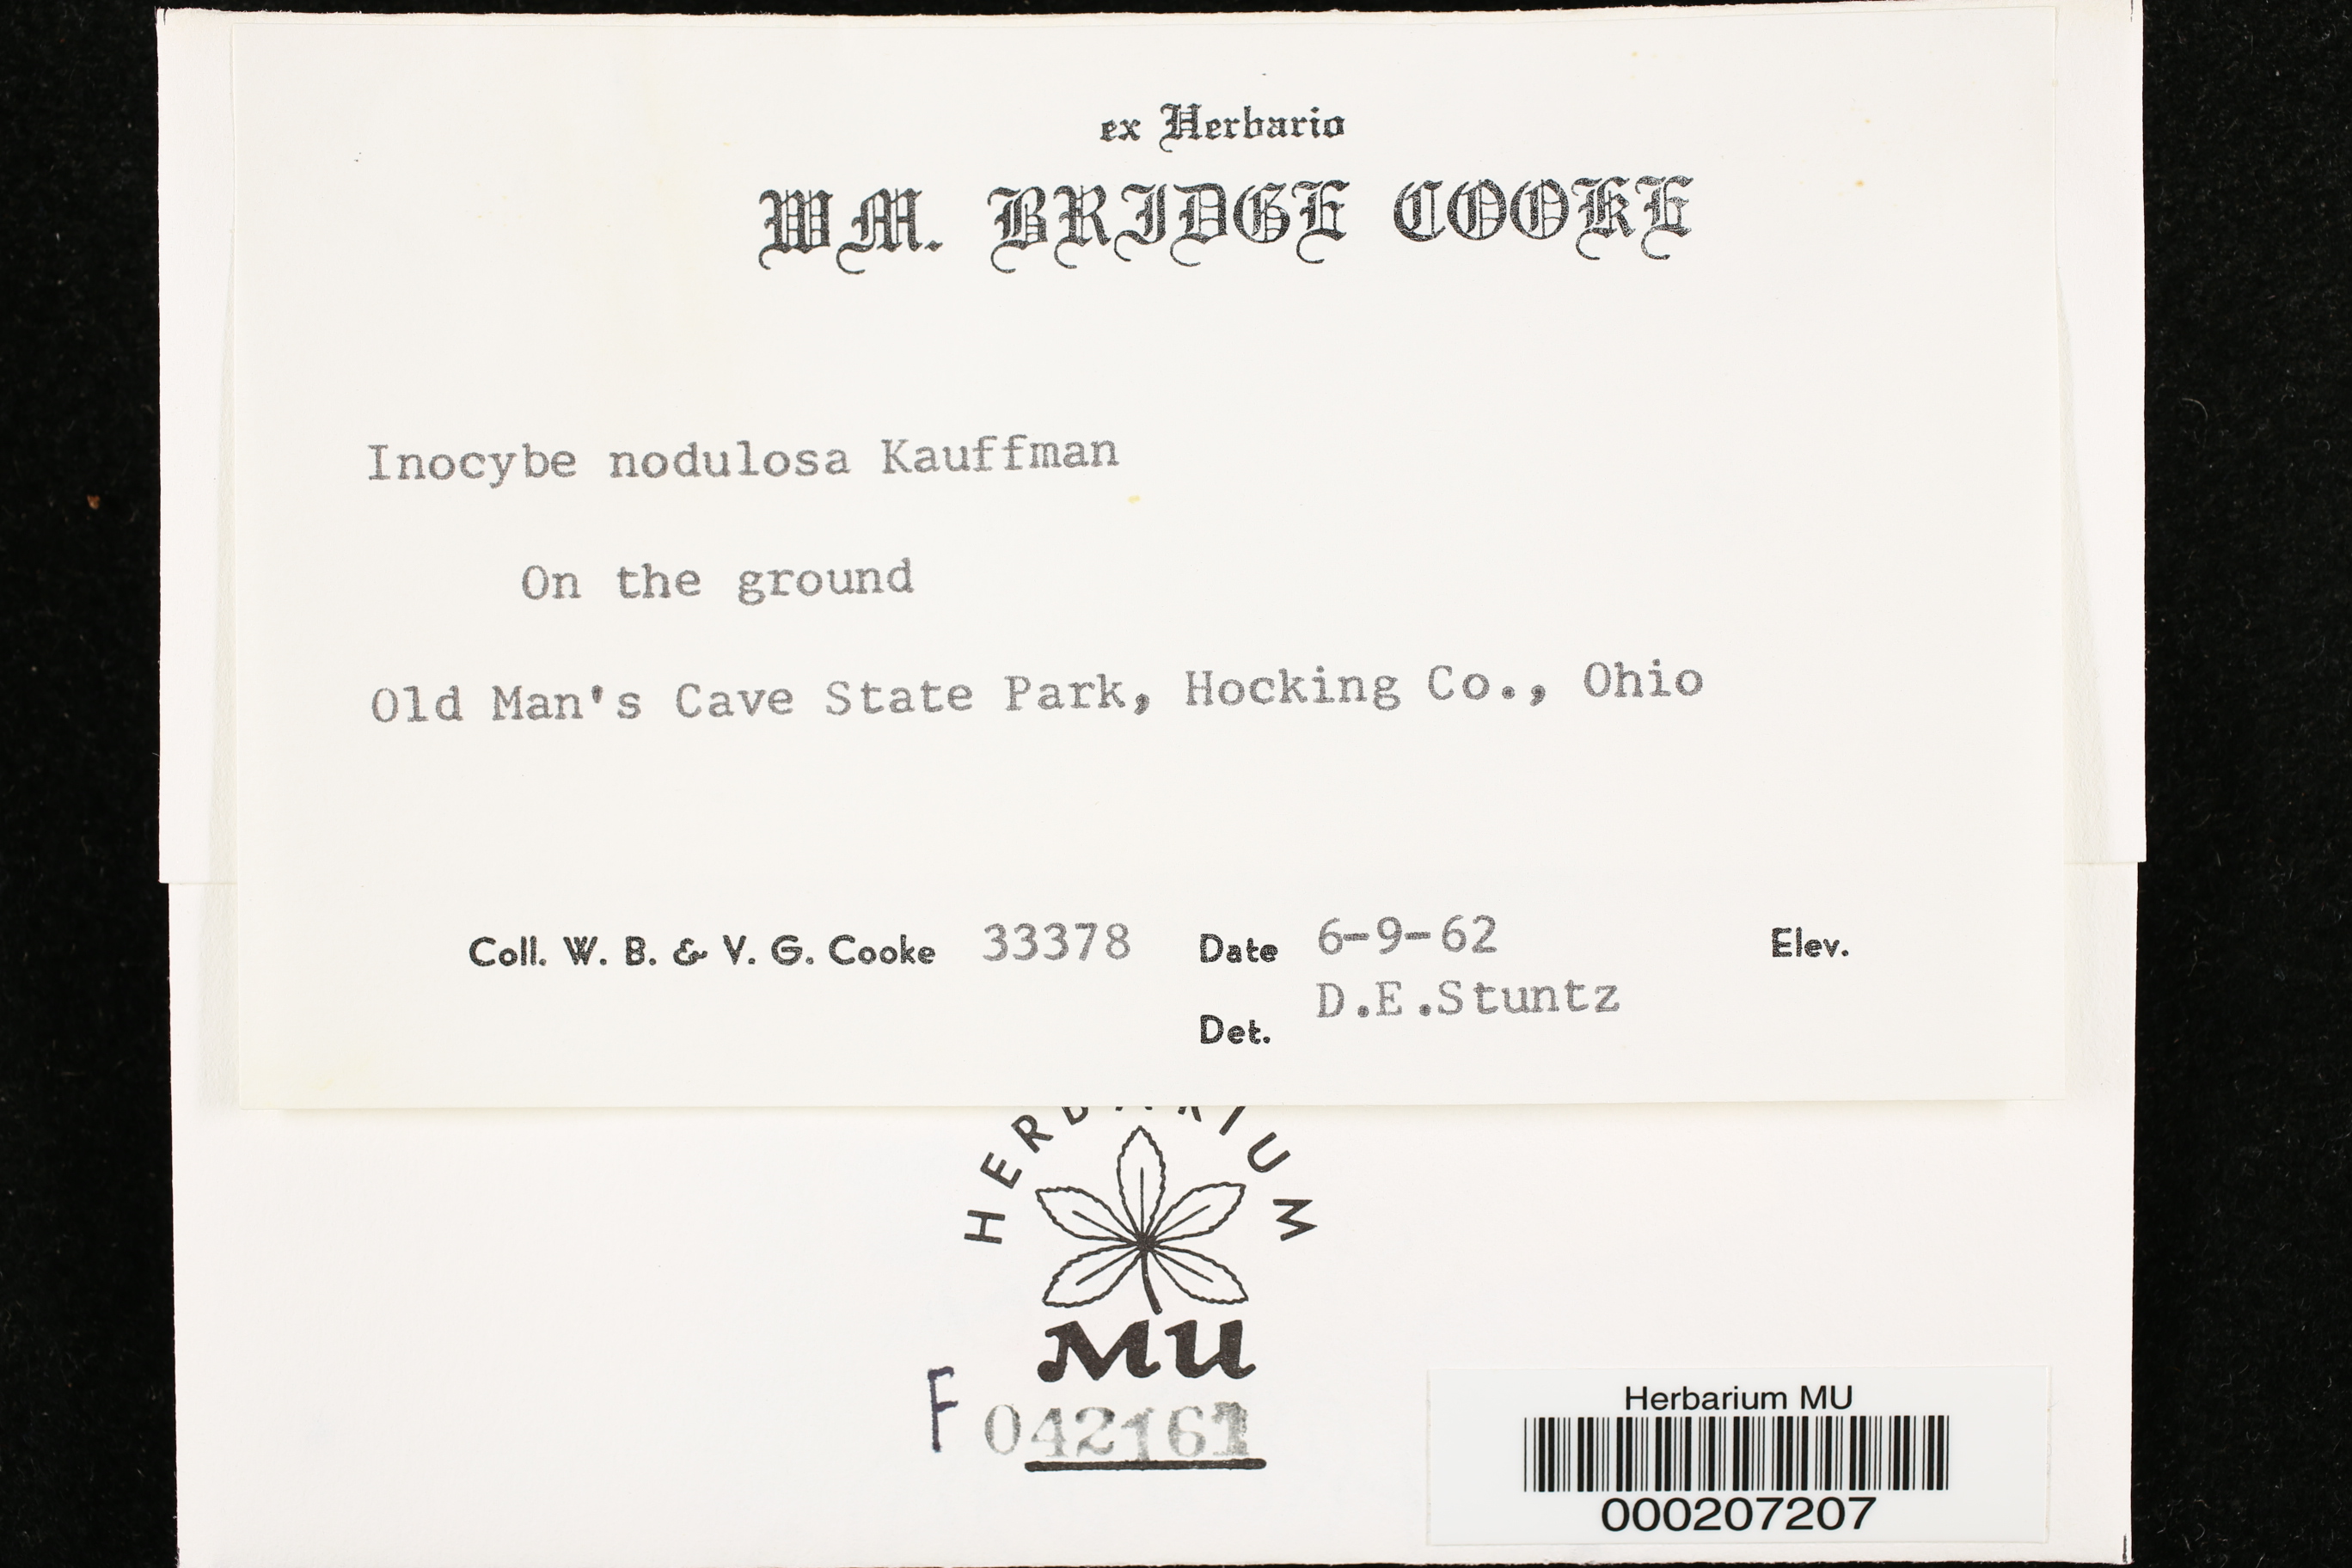 ex Herbario
WM. BRIDGE COOKE
Inocybe nodulosa Kauffman
On the ground
Old Man's Cave State Park, Hocking Co., Ohio
Coll. W. B. & V. G. Cooke 33378 Date 6-9-62 Elev.
Det. D.E.Stuntz
HERBARIUM
MU
F 042161
Herbarium MU
000207207